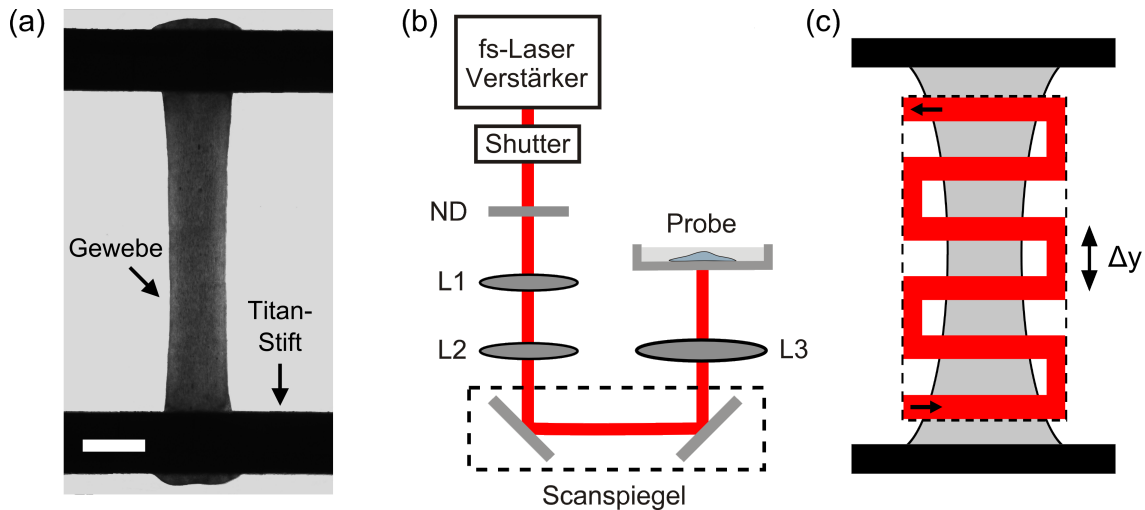 (a)
Gewebe
Titan-
Stift
(b)
fs-Laser
Verstärker
Shutter
ND
L1
L2
Probe
L3
Scanspiegel
(c)
Δy